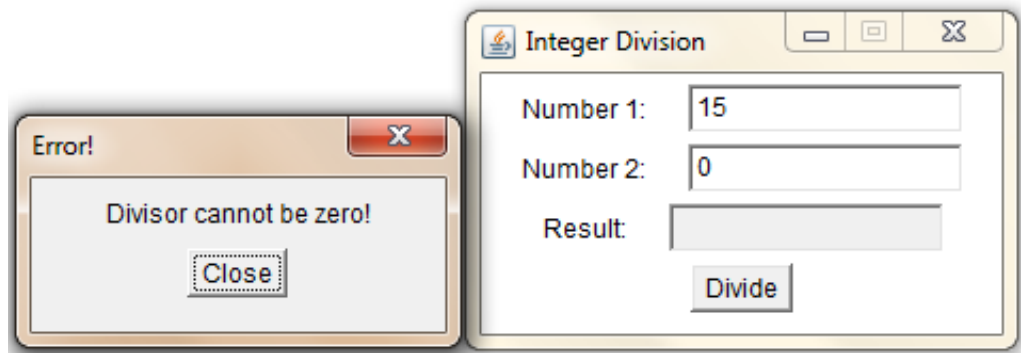 Error!
Divisor cannot be zero!
Close
Integer Division
Number 1: 15
Number 2: 0
Result:
Divide